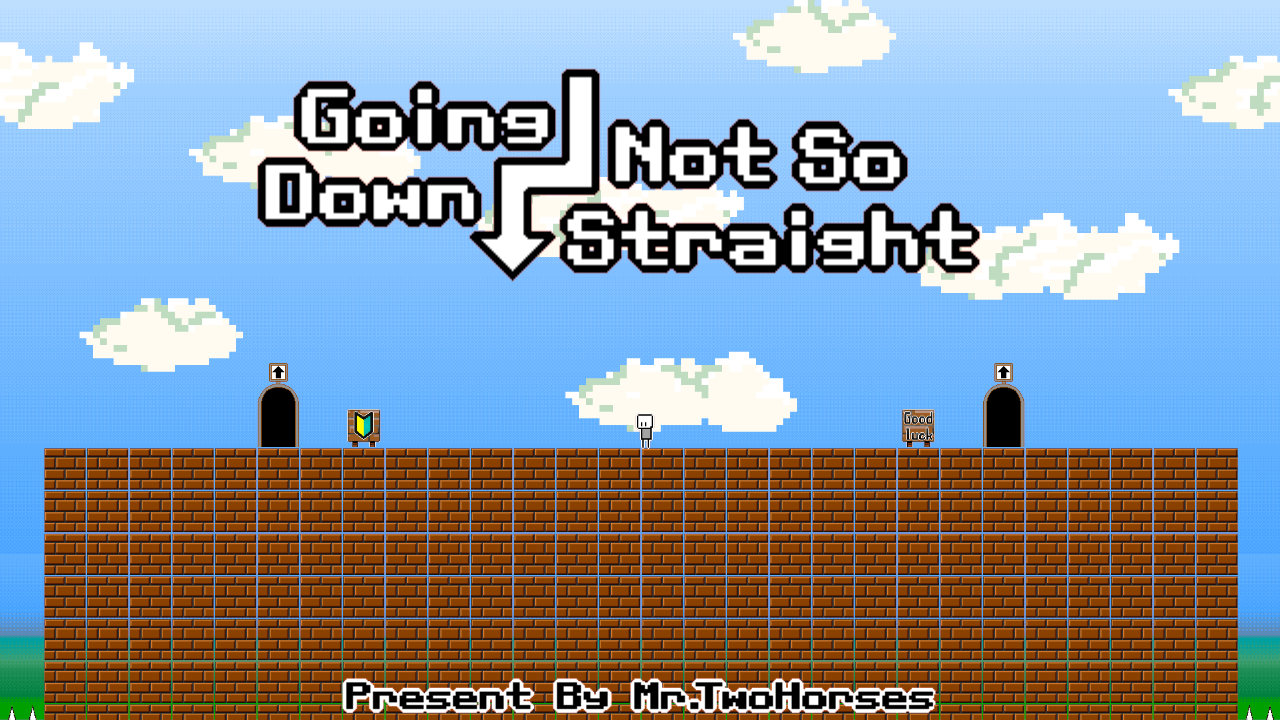 Going
Down
Not So
Straight
Good
luck
Present By Mr.TwoHorses